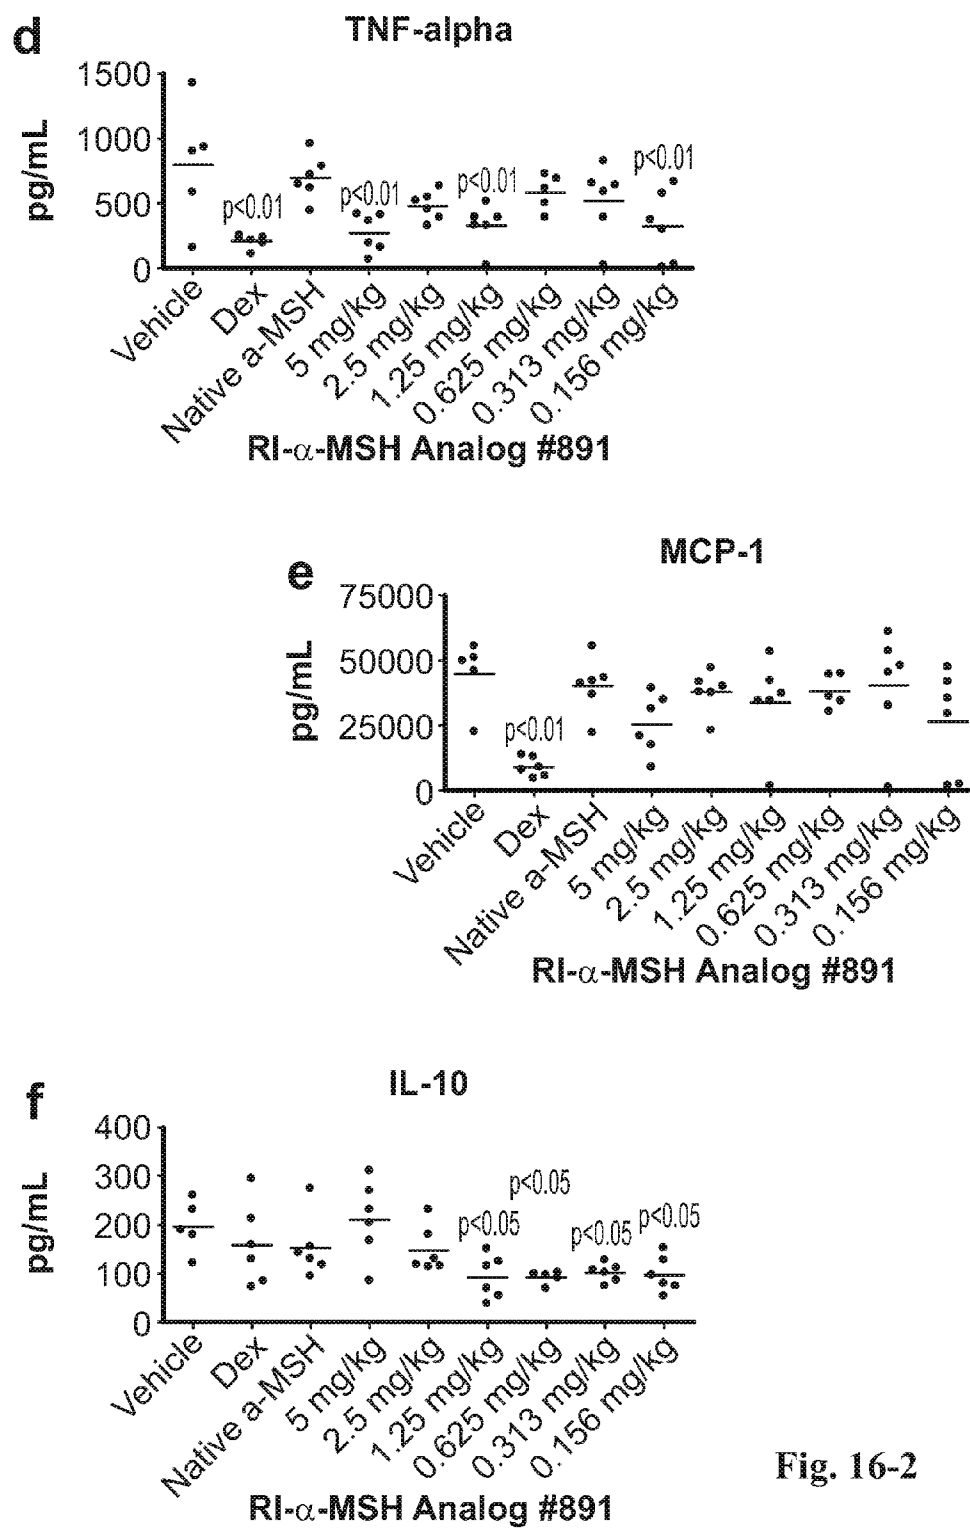 d
TNF-alpha
pg/mL
1500
1000
500
0
p<0.01
p<0.01
p<0.01
p<0.01
Vehicle
Dex
Native a-MSH
5 mg/kg
2.5 mg/kg
1.25 mg/kg
0.625 mg/kg
0.313 mg/kg
0.156 mg/kg
RI-α-MSH Analog #891
e
MCP-1
pg/mL
75000
50000
25000
0
p<0.01
Vehicle
Dex
Native a-MSH
5 mg/kg
2.5 mg/kg
1.25 mg/kg
0.625 mg/kg
0.313 mg/kg
0.156 mg/kg
RI-α-MSH Analog #891
f
IL-10
pg/mL
400
300
200
100
0
p<0.05
p<0.05
p<0.05
p<0.05
Vehicle
Dex
Native a-MSH
5 mg/kg
2.5 mg/kg
1.25 mg/kg
0.625 mg/kg
0.313 mg/kg
0.156 mg/kg
RI-α-MSH Analog #891
Fig. 16-2